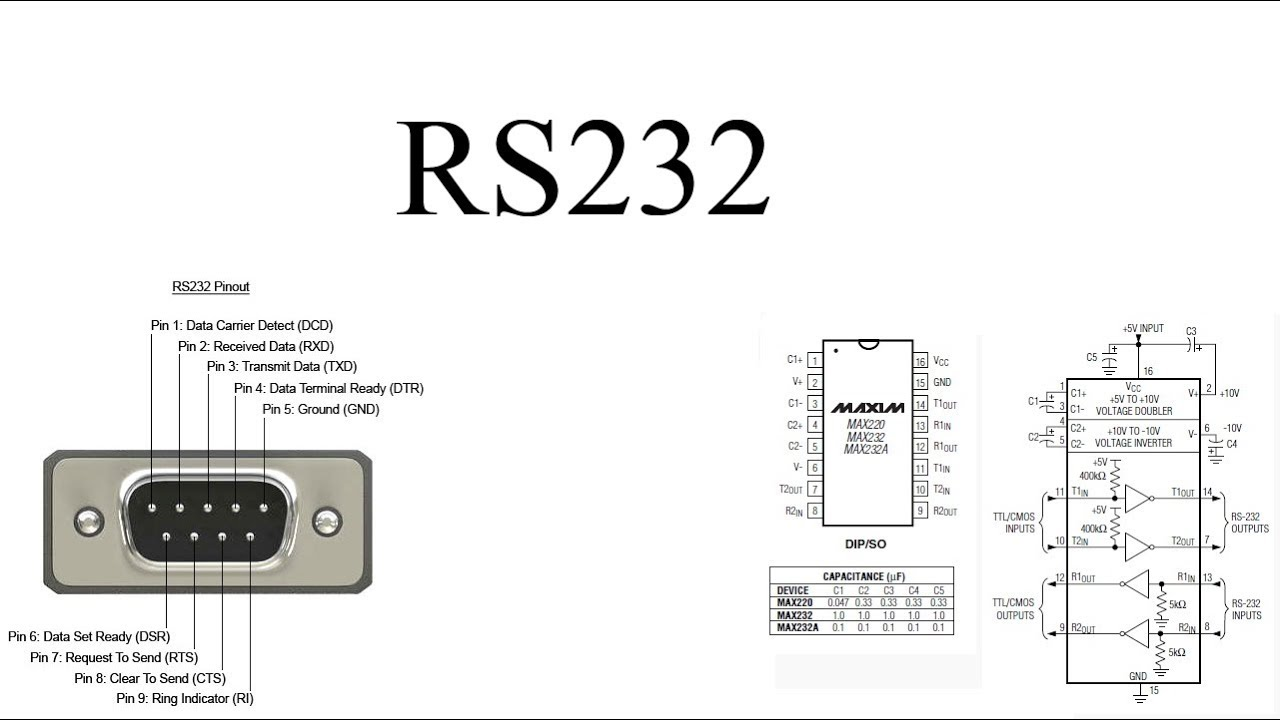 RS232
RS232 Pinout
Pin 1: Data Carrier Detect (DCD)
Pin 2: Received Data (RXD)
Pin 3: Transmit Data (TXD)
Pin 4: Data Terminal Ready (DTR)
Pin 5: Ground (GND)
Pin 6: Data Set Ready (DSR)
Pin 7: Request To Send (RTS)
Pin 8: Clear To Send (CTS)
Pin 9: Ring Indicator (RI)
C1+ 1 16 VCC
V+ 2 15 GND
C1- 3 14 T1OUT
C2+ 4 13 R1IN
C2- 5 12 R1OUT
V- 6 11 T1IN
T2OUT 7 10 T2IN
R2IN 8 9 R2OUT
MAXIM
MAX220
MAX232
MAX232A
DIP/SO
CAPACITANCE (µF)
DEVICE C1 C2 C3 C4 C5
MAX220 0.047 0.33 0.33 0.33 0.33
MAX232 1.0 1.0 1.0 1.0 1.0
MAX232A 0.1 0.1 0.1 0.1 0.1
+5V INPUT
C3
C5
16
1 C1+ VCC V+ 2 +10V
C1 +5V TO +10V
3 C1- VOLTAGE DOUBLER
4 C2+ +10V TO -10V V- 6 -10V
C2 5 C2- VOLTAGE INVERTER C4
+5V
400kΩ
11 T1IN T1OUT 14
+5V
400kΩ
TTL/CMOS
INPUTS
RS-232
OUTPUTS
10 T2IN T2OUT 7
12 R1OUT R1IN 13
5kΩ
TTL/CMOS
OUTPUTS
RS-232
INPUTS
9 R2OUT R2IN 8
5kΩ
GND
15